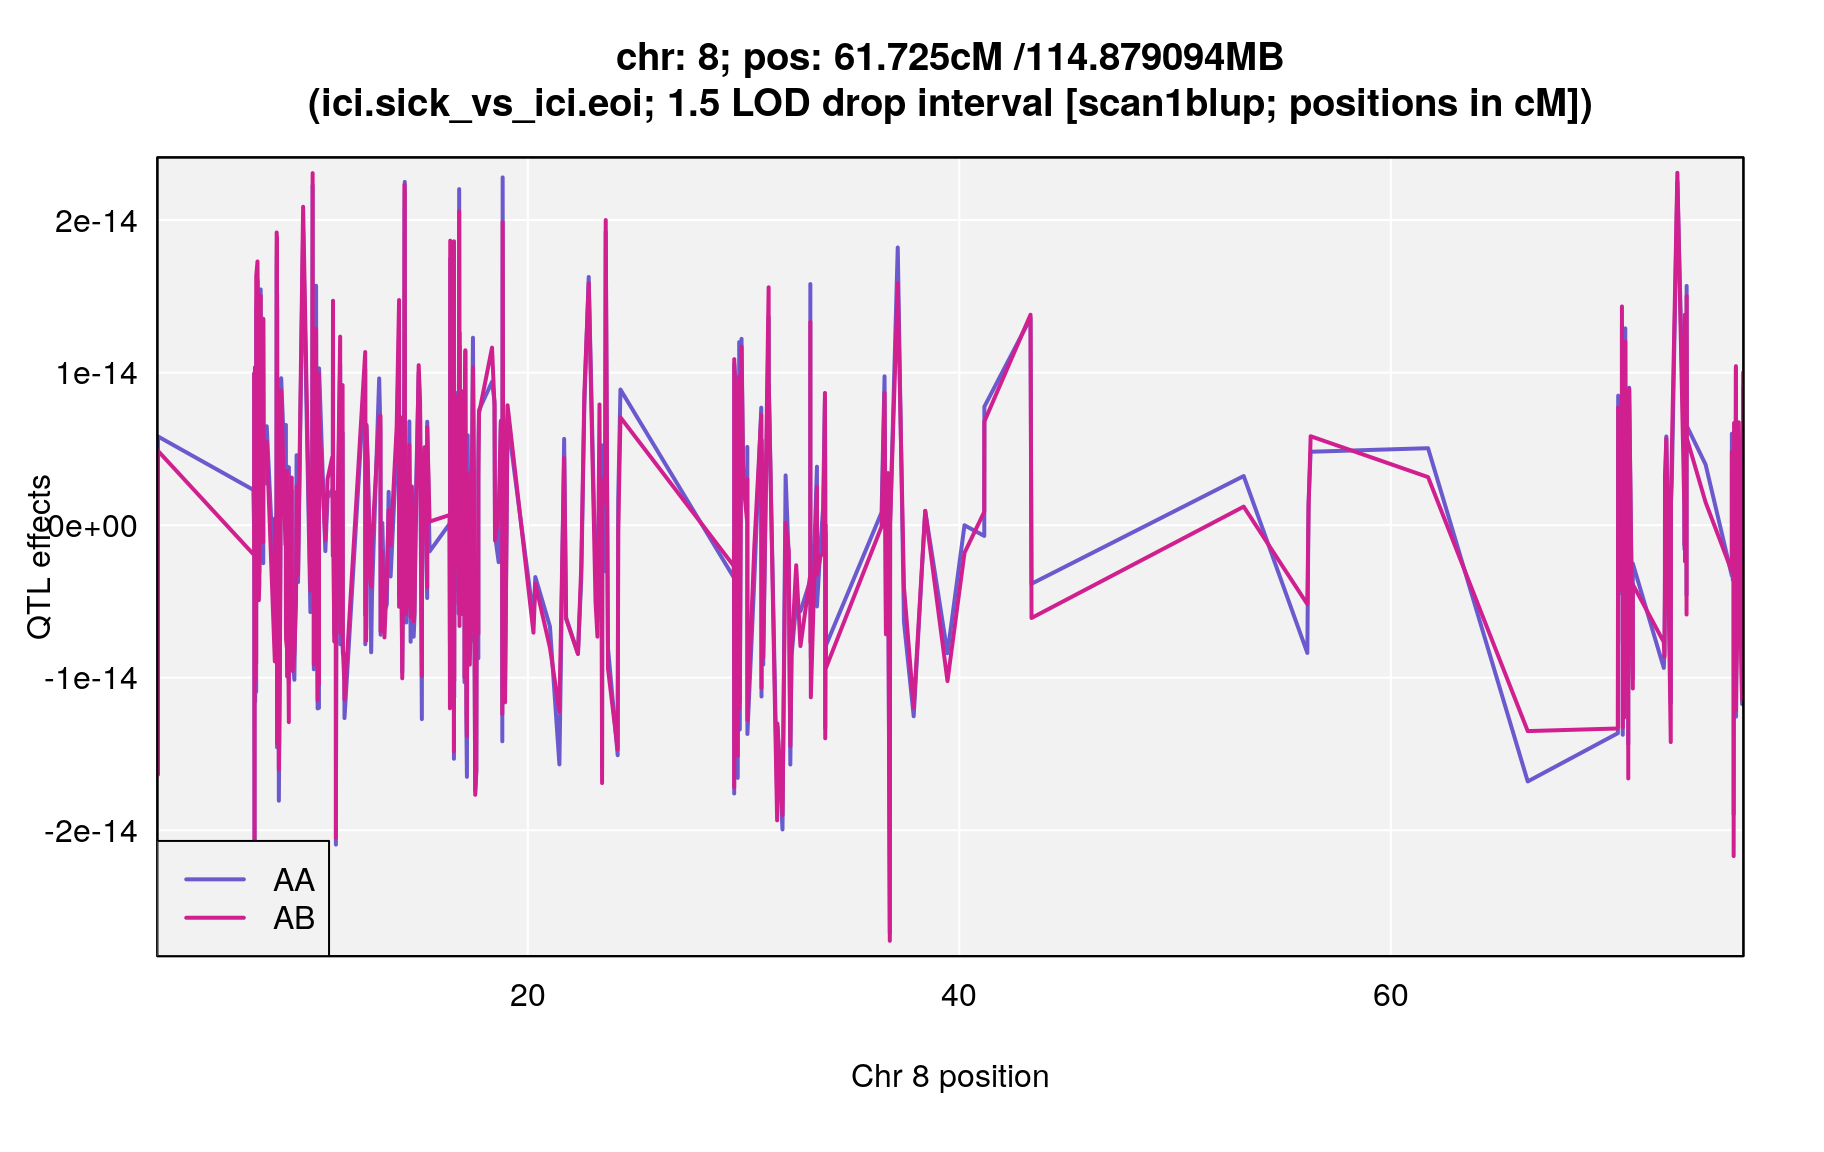 chr: 8; pos: 61.725cM /114.879094MB
(ici.sick_vs_ici.eoi; 1.5 LOD drop interval [scan1blup; positions in cM])
QTL effects
2e-14
1e-14
0e+00
-1e-14
-2e-14
AA
AB
20
40
60
Chr 8 position